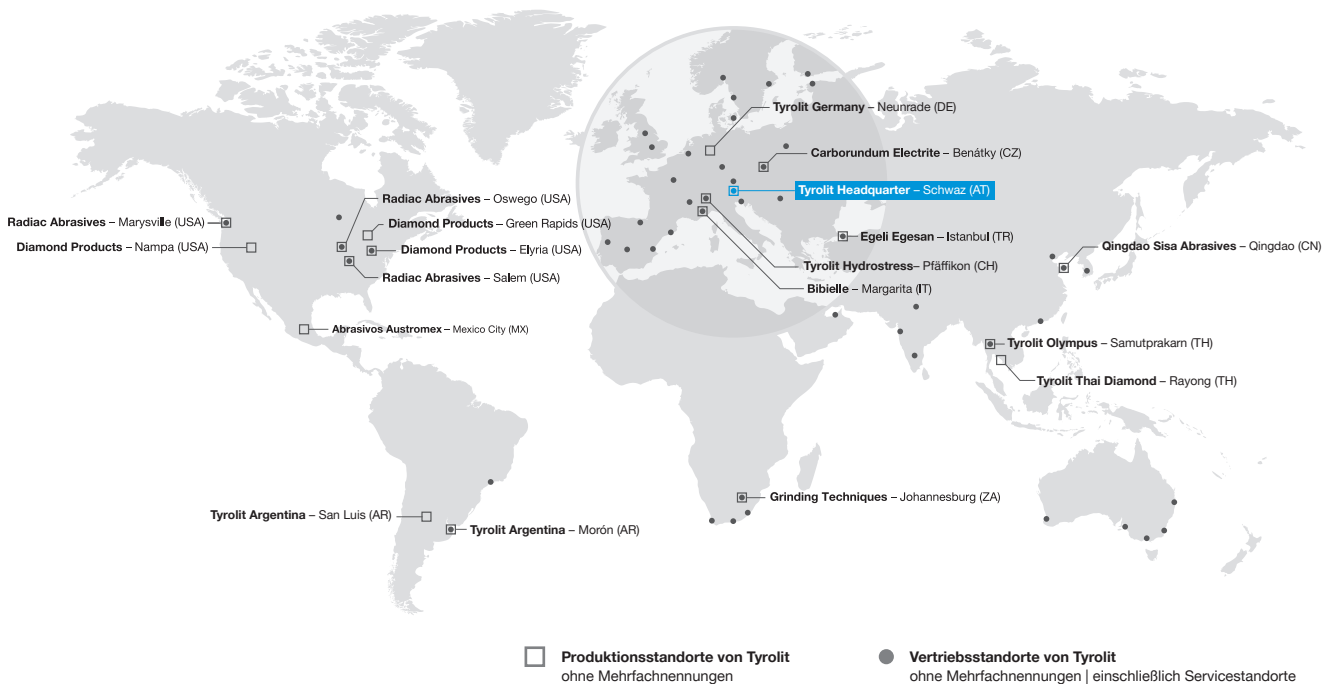 Tyrolit Germany – Neunrade (DE)
Carborundum Electrite – Benátky (CZ)
Tyrolit Headquarter – Schwaz (AT)
Radiac Abrasives – Oswego (USA)
Radiac Abrasives – Marysville (USA)
Diamond Products – Green Rapids (USA)
Diamond Products – Nampa (USA)
Diamond Products – Elyria (USA)
Radiac Abrasives – Salem (USA)
Egeli Egesan – Istanbul (TR)
Qingdao Sisa Abrasives – Qingdao (CN)
Tyrolit Hydrostress– Pfäffikon (CH)
Bibielle – Margarita (IT)
Abrasivos Austromex – Mexico City (MX)
Tyrolit Olympus – Samutprakarn (TH)
Tyrolit Thai Diamond – Rayong (TH)
Grinding Techniques – Johannesburg (ZA)
Tyrolit Argentina – San Luis (AR)
Tyrolit Argentina – Morón (AR)
Produktionsstandorte von Tyrolit
ohne Mehrfachnennungen
Vertriebsstandorte von Tyrolit
ohne Mehrfachnennungen | einschließlich Servicestandorte